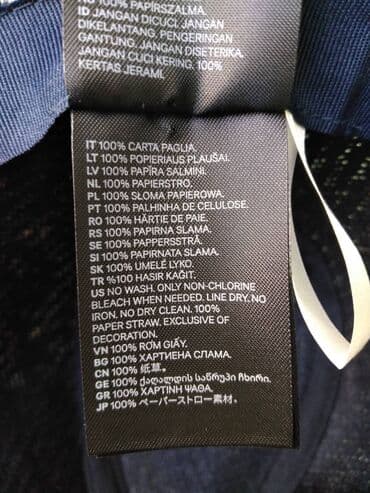 HU 100% PAPÍRSZALMA.
ID JANGAN DICUCI. JANGAN
DIKELANTANG. PENGERINGAN
GANTUNG. JANGAN DISETERIKA.
JANGAN CUCI KERING. 100%
KERTAS JERAMI.
IT 100% CARTA PAGLIA.
LT 100% POPIERIAUS PLAUŠAI.
LV 100% PAPĪRA SALMIŅI.
NL 100% PAPIERSTRO.
PL 100% SŁOMA PAPIEROWA.
PT 100% PALHINHA DE CELULOSE.
RO 100% HÂRTIE DE PAIE.
RS 100% PAPIRNA SLAMA.
SE 100% PAPPERSSTRÅ.
SI 100% PAPIRNATA SLAMA.
SK 100% UMELÉ LYKO.
TR %100 HASIR KAĞIT.
US NO WASH. ONLY NON-CHLORINE
BLEACH WHEN NEEDED. LINE DRY. NO
IRON. NO DRY CLEAN. 100%
PAPER STRAW. EXCLUSIVE OF
DECORATION.
VN 100% RƠM GIẤY.
BG 100% ХАРТИЕНА СЛАМА.
CN 100% 纸草。
GE 100% ქაღალდის საწრუპი ჩხირი.
GR 100% ΧΑΡΤΙΝΗ ΨΑΘΑ.
JP 100% ペーパーストロー素材。